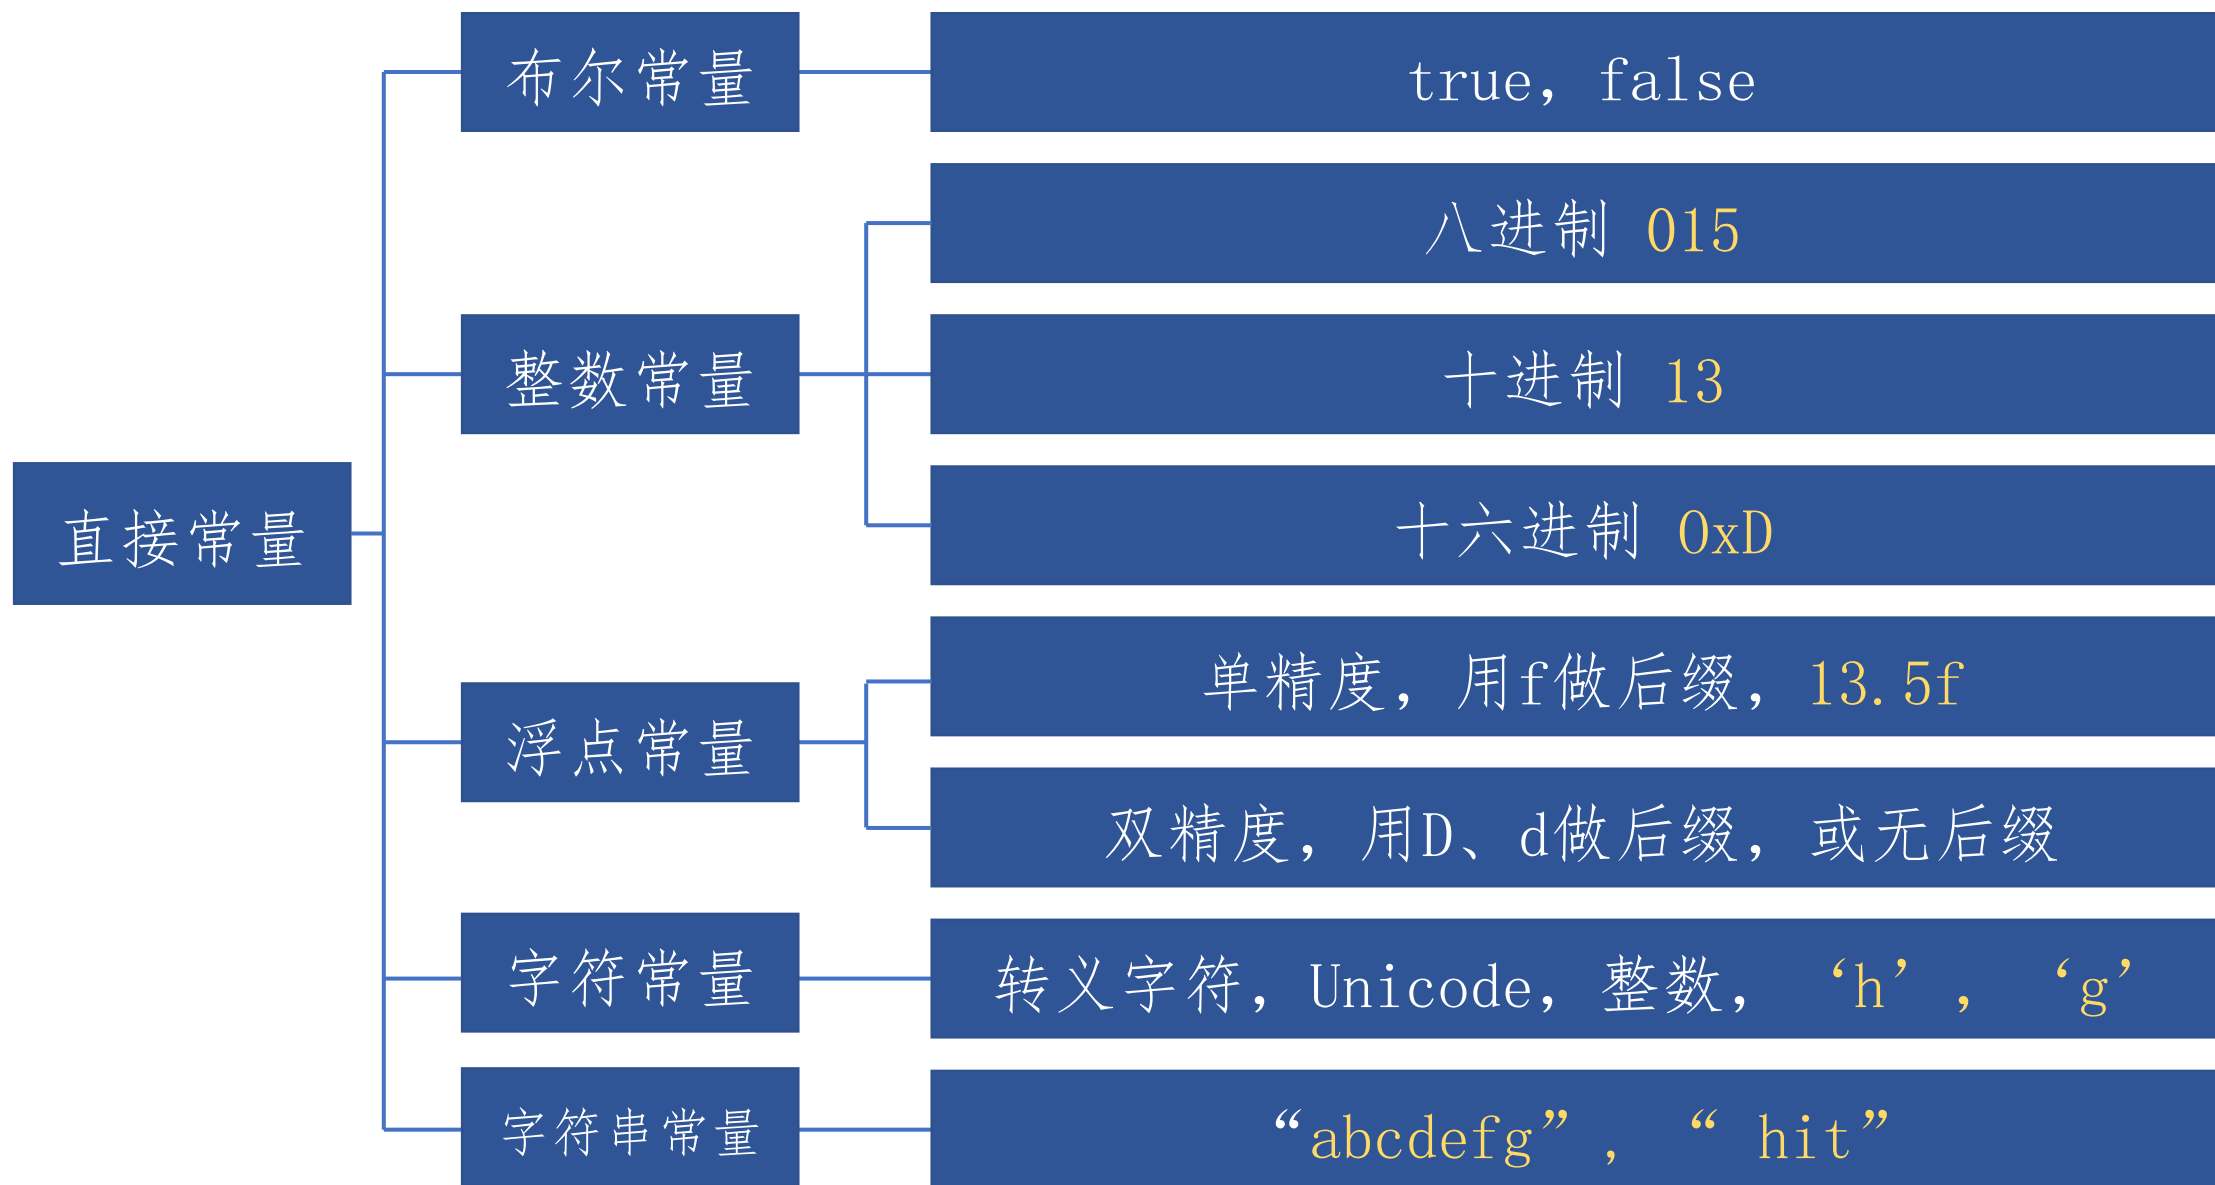 直接常量
布尔常量
true，false
整数常量
八进制 015
十进制 13
十六进制 0xD
浮点常量
单精度，用f做后缀，13.5f
双精度，用D、d做后缀，或无后缀
字符常量
转义字符，Unicode，整数，‘h’，‘g’
字符串常量
“abcdefg”，“ hit”